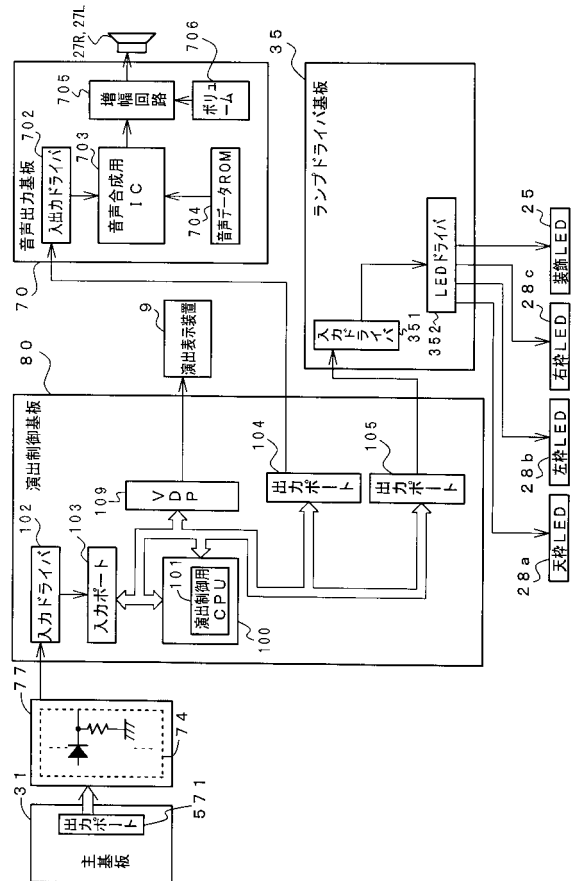 31
主基板
出力ポート
571
77
74
80
演出制御基板
102
入力ドライバ
103
入力ポート
109
VDP
101
演出制御用
CPU
100
104
出力ポート
105
出力ポート
9
演出表示装置
70
音声出力基板
702
入出力ドライバ
703
音声合成用
IC
704
音声データROM
705
増幅
回路
706
ボリュ
ーム
27R,27L
35
ランプドライバ基板
入力ド
ライバ
351
LEDドライバ
352
天枠LED
28a
左枠LED
28b
右枠LED
28c
装飾LED
25